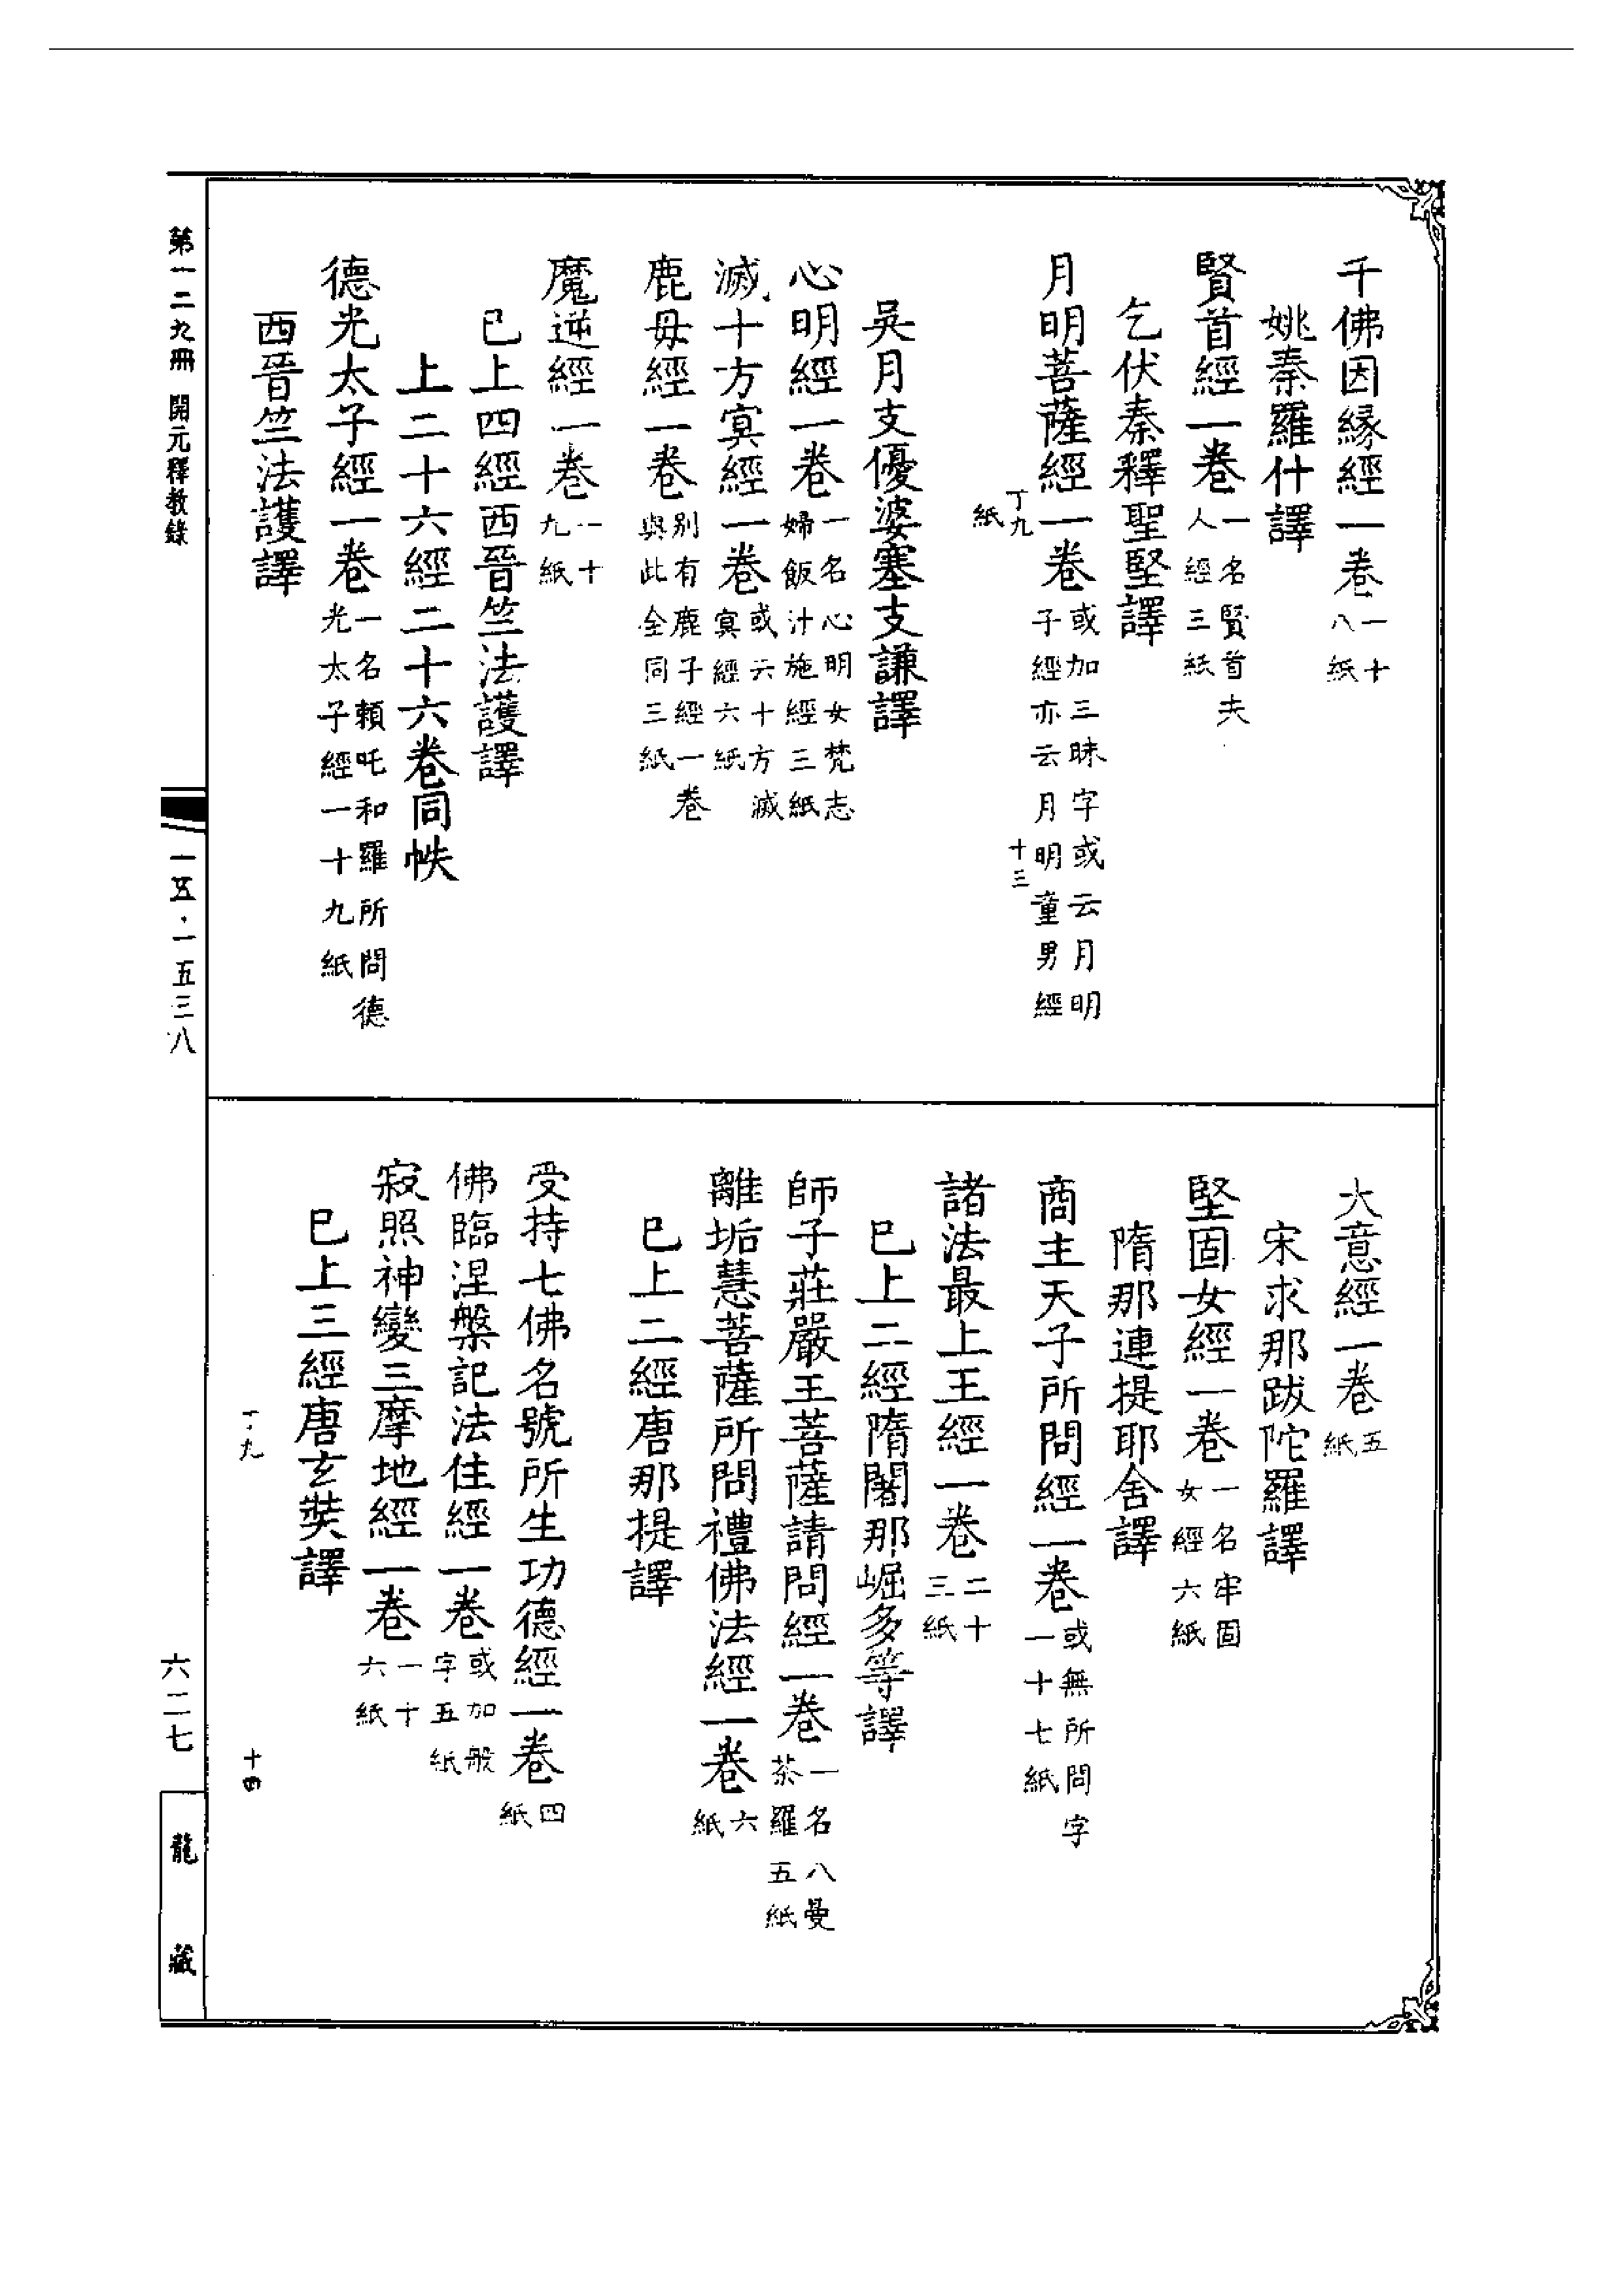 千佛因緣經一卷一十八紙
姚秦羅什譯
賢首經一卷一名賢首夫人經三紙
乞伏秦釋聖堅譯
月明菩薩經一卷或加三昧字或云月明子經亦云月明童男經
紙
丁九
十三
吳月支優婆塞支謙譯
心明經一卷一名心明女梵志婦飯汁施經三紙
滅十方冥經一卷或云十方滅冥經六紙
鹿母經一卷别有鹿子經一卷與此全同三紙
魔逆經一卷一十九紙
已上四經西晉竺法護譯
上二十六經二十六卷同帙
德光太子經一卷一名賴吒和羅所問德光太子經一十九紙
西晉竺法護譯
大意經一卷五紙
宋求那跋陀羅譯
堅固女經一卷一名牢固女經六紙
隋那連提耶舍譯
商主天子所問經一卷或無所問字一十七紙
諸法最上王經一卷二十三紙
已上二經隋闍那崛多等譯
師子莊嚴王菩薩請問經一卷一名八曼茶羅五紙
離垢慧菩薩所問禮佛法經一卷六紙
已上二經唐那提譯
受持七佛名號所生功德經一卷四紙
佛臨涅槃記法住經一卷或加般字五紙
寂照神變三摩地經一卷一十六紙
已上三經唐玄奘譯
丁九
十四
第一二九冊 開元釋教錄
一五·一五三八
六二七
龍藏